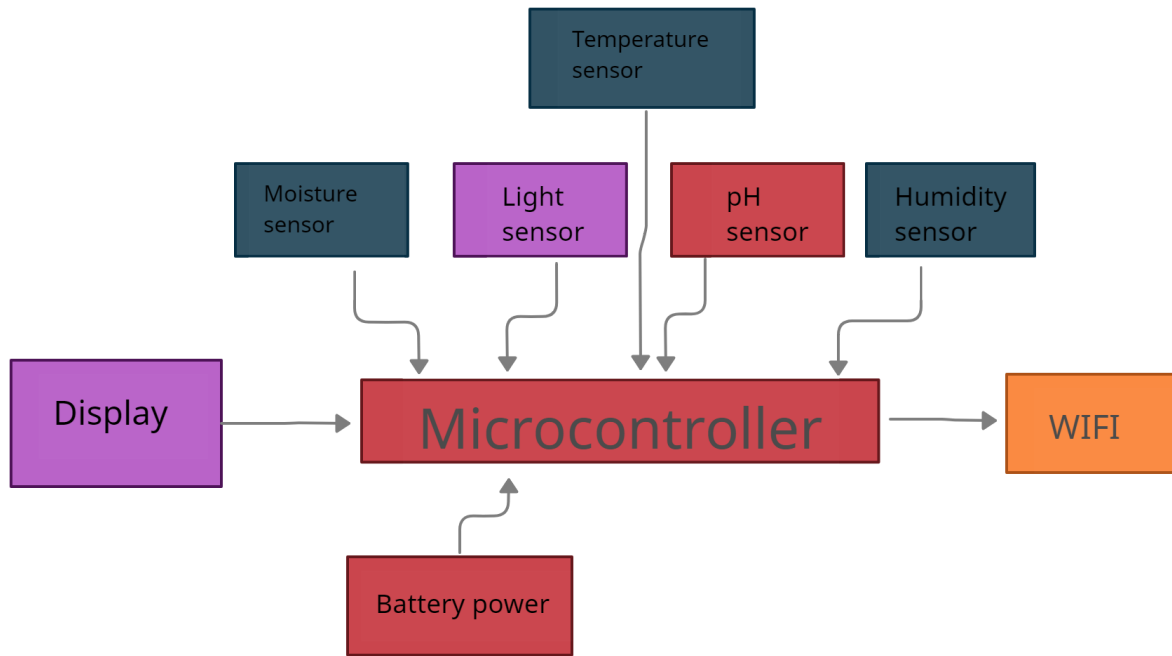 Temperature
sensor
Moisture
sensor
Light
sensor
pH
sensor
Humidity
sensor
Display
Microcontroller
WIFI
Battery power